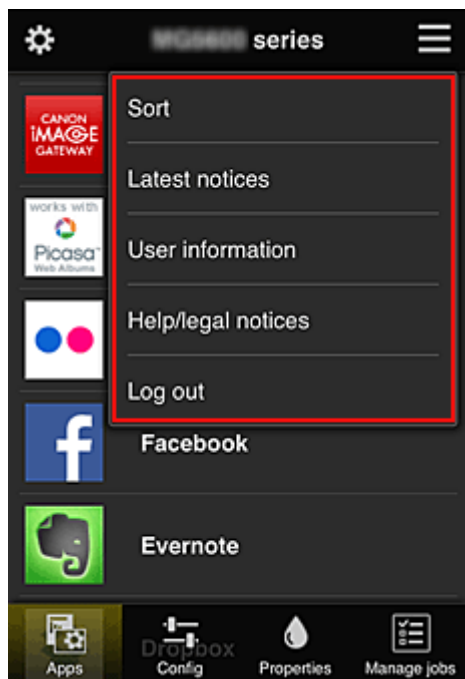 series
CANON
iMAGE
GATEWAY
Sort
Latest notices
works with
Picasa™
Web Albums
User information
Help/legal notices
Log out
Facebook
Evernote
Dropbox
Apps
Config
Properties
Manage jobs